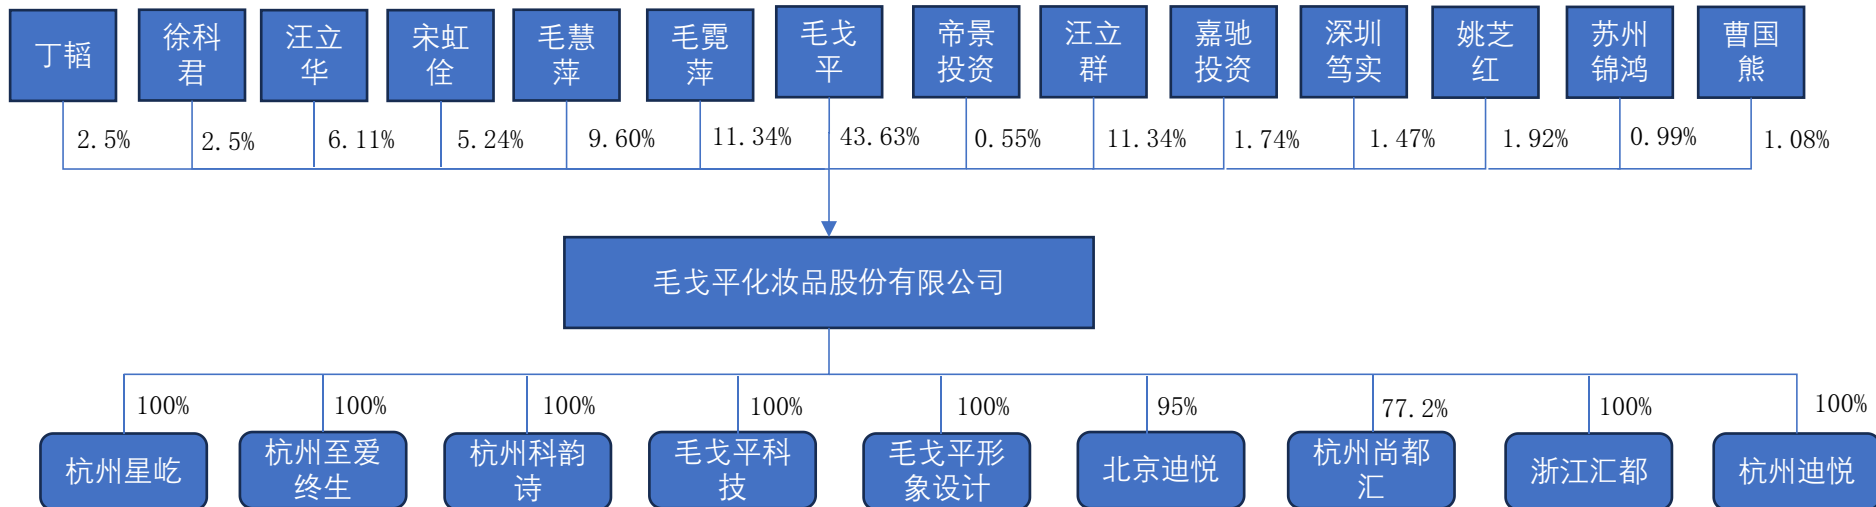 丁韬
徐科
君
汪立
华
宋虹
佺
毛慧
萍
毛霓
萍
毛戈
平
帝景
投资
汪立
群
嘉驰
投资
深圳
笃实
姚芝
红
苏州
锦鸿
曹国
熊
2.5%
2.5%
6.11%
5.24%
9.60%
11.34%
43.63%
0.55%
11.34%
1.74%
1.47%
1.92%
0.99%
1.08%
毛戈平化妆品股份有限公司
100%
100%
100%
100%
100%
95%
77.2%
100%
100%
杭州星屹
杭州至爱
终生
杭州科韵
诗
毛戈平科
技
毛戈平形
象设计
北京迪悦
杭州尚都
汇
浙江汇都
杭州迪悦